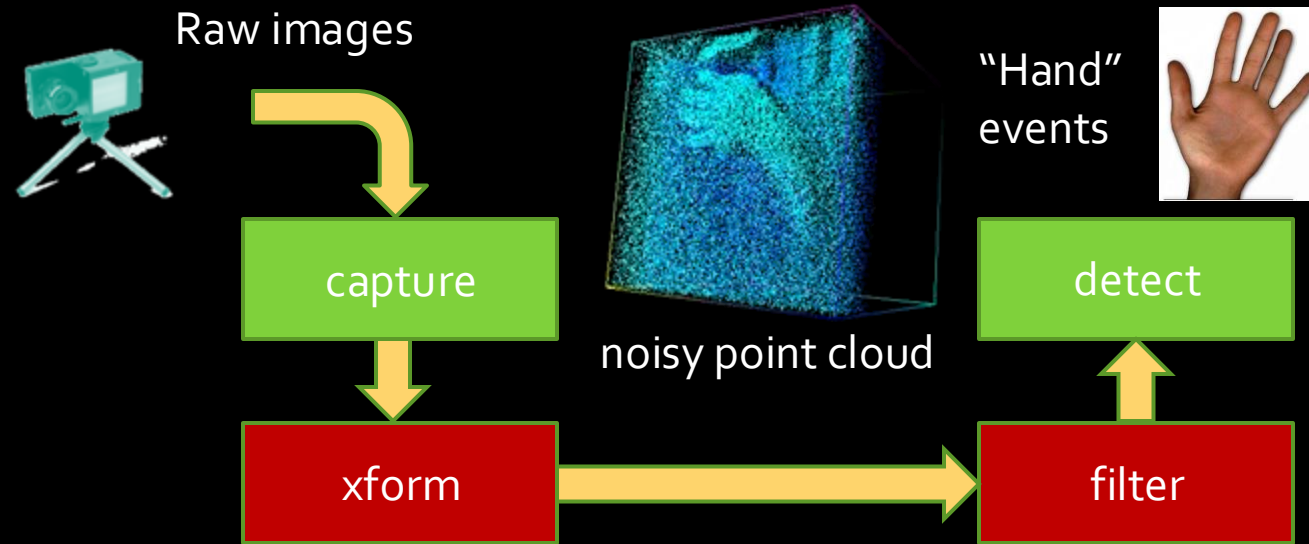 Raw images
"Hand"
events
capture
detect
noisy point cloud
xform
filter